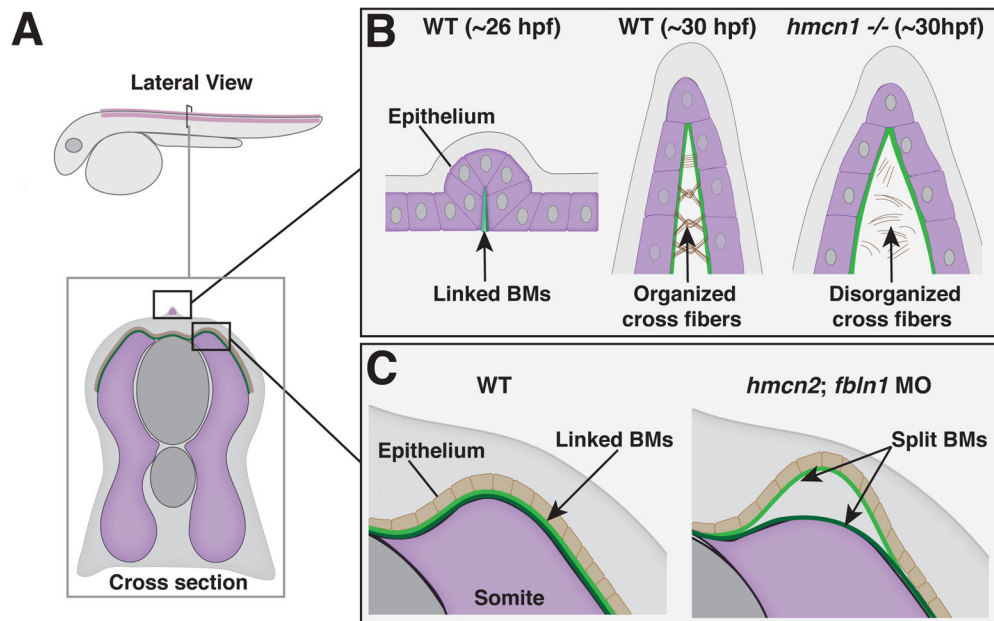 A
Lateral View
Cross section
B
WT (~26 hpf)
WT (~30 hpf)
hmcn1 -/- (~30hpf)
Epithelium
Linked BMs
Organized
cross fibers
Disorganized
cross fibers
C
WT
hmcn2; fbln1 MO
Epithelium
Linked BMs
Split BMs
Somite